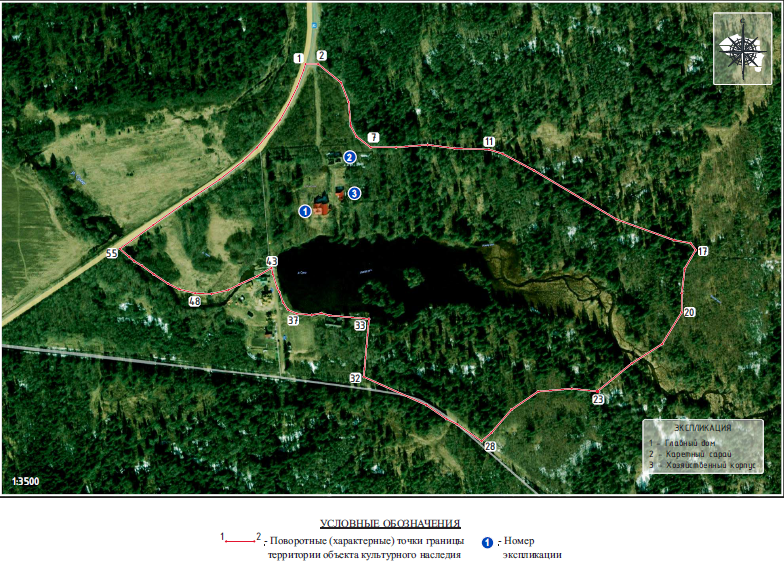 1
2
7
2
11
3
1
17
55
43
48
37
33
20
32
23
28
ЭКСПЛИКАЦИЯ
1 - Главный дом
2 - Каретный сарай
3 - Хозяйственный корпус
1:3500
УСЛОВНЫЕ ОБОЗНАЧЕНИЯ
1 2 - Поворотные (характерные) точки границы
территории объекта культурного наследия
1 - Номер
экспликации